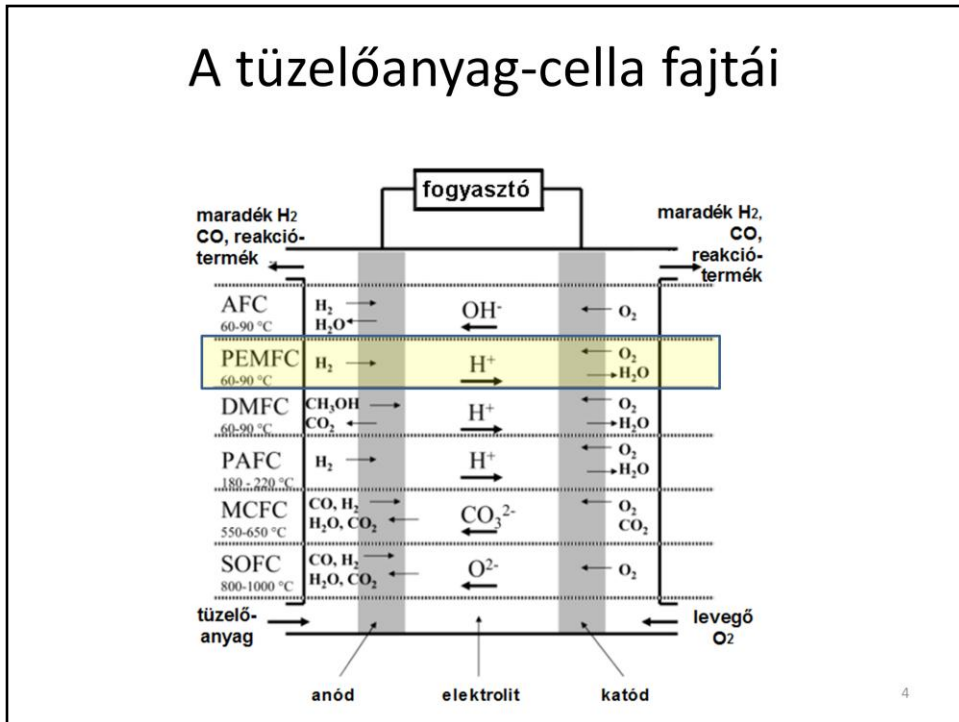 A tüzelőanyag-cella fajtái
fogyasztó
maradék H2
CO, reakció-
termék
maradék H2,
CO,
reakció-
termék
AFC
60-90 °C
H₂
H₂O
OH⁻
O₂
PEMFC
60-90 °C
H₂
H⁺
O₂
H₂O
DMFC
60-90 °C
CH₃OH
CO₂
H⁺
O₂
H₂O
PAFC
180 - 220 °C
H₂
H⁺
O₂
H₂O
MCFC
550-650 °C
CO, H₂
H₂O, CO₂
CO₃²⁻
O₂
CO₂
SOFC
800-1000 °C
CO, H₂
H₂O, CO₂
O²⁻
O₂
tüzelő-
anyag
levegő
O2
anód
elektrolit
katód
4